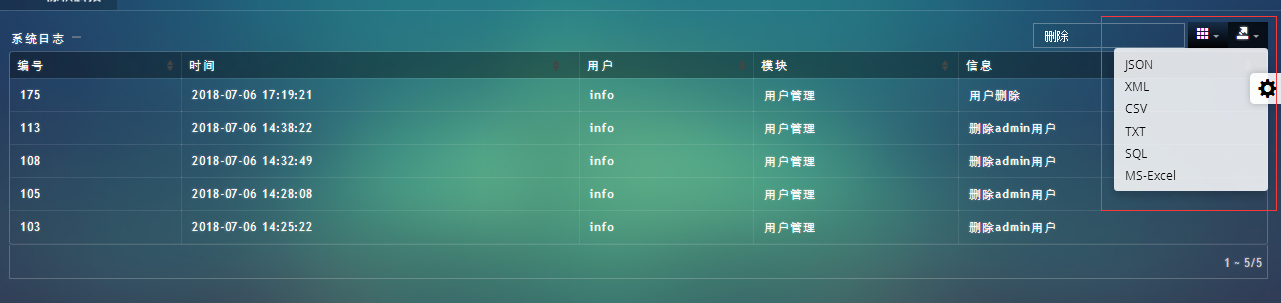 系统日志
删除
编号 时间 用户 模块 信息
JSON
XML
CSV
TXT
SQL
MS-Excel
175 2018-07-06 17:19:21 info 用户管理 用户删除
113 2018-07-06 14:38:22 info 用户管理 删除admin用户
108 2018-07-06 14:32:49 info 用户管理 删除admin用户
105 2018-07-06 14:28:08 info 用户管理 删除admin用户
103 2018-07-06 14:25:22 info 用户管理 删除admin用户
1 ~ 5/5